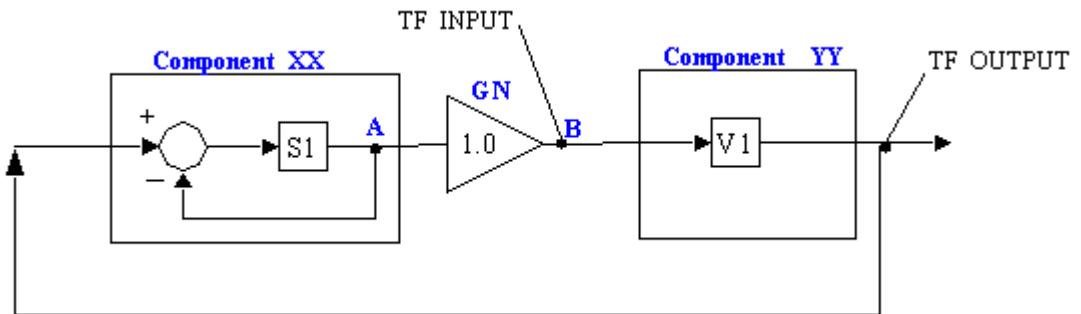 TF INPUT
Component XX
Component YY
TF OUTPUT
GN
+
A
B
S1
1.0
V1
−